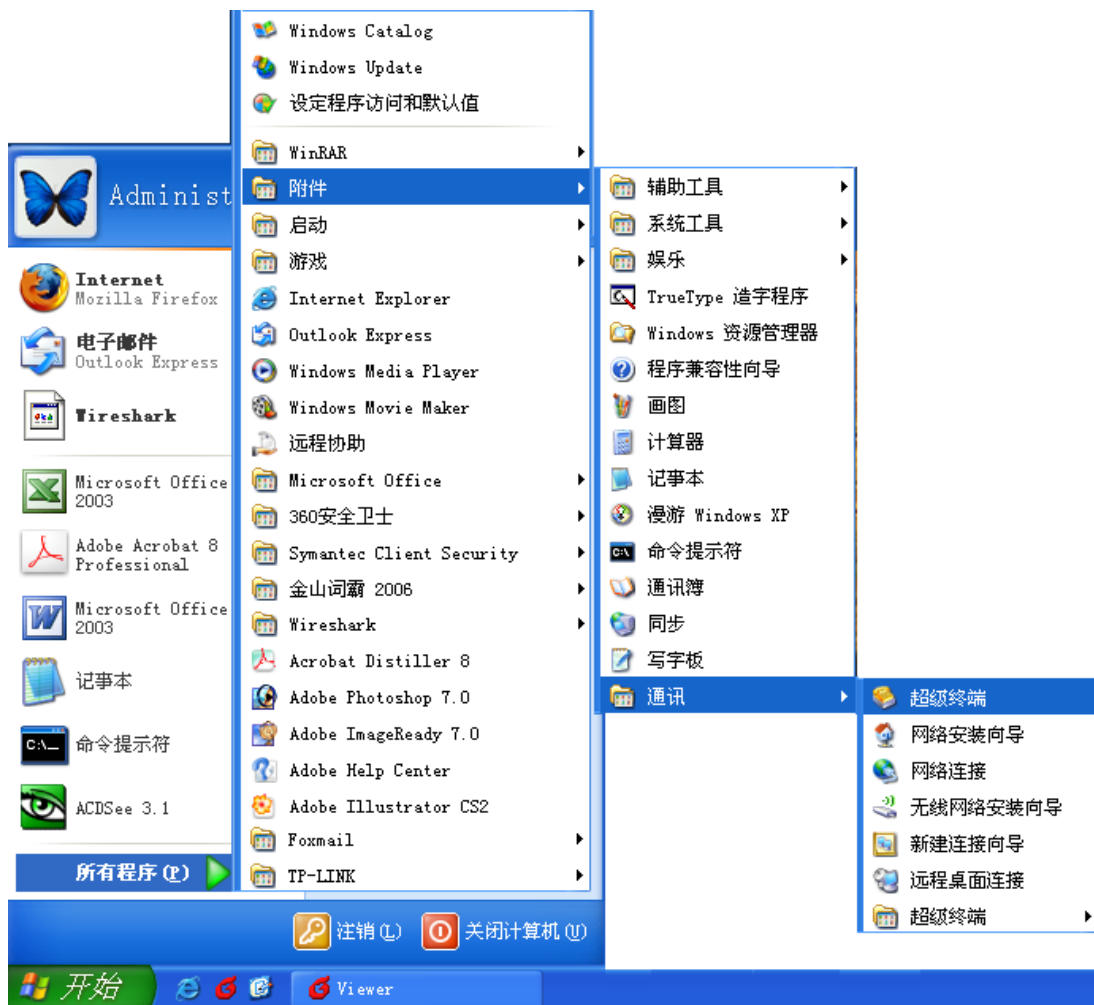 Windows Catalog
Windows Update
设定程序访问和默认值
WinRAR
附件
启动
游戏
Internet Explorer
Outlook Express
Windows Media Player
Windows Movie Maker
远程协助
Microsoft Office
360安全卫士
Symantec Client Security
金山词霸 2006
Wireshark
Acrobat Distiller 8
Adobe Photoshop 7.0
Adobe ImageReady 7.0
Adobe Help Center
Adobe Illustrator CS2
Foxmail
TP-LINK
Administ
Internet
Mozilla Firefox
电子邮件
Outlook Express
Wireshark
Microsoft Office
2003
Adobe Acrobat 8
Professional
Microsoft Office
2003
记事本
命令提示符
ACDSee 3.1
所有程序(P)
辅助工具
系统工具
娱乐
TrueType 造字程序
Windows 资源管理器
程序兼容性向导
画图
计算器
记事本
漫游 Windows XP
命令提示符
通讯簿
同步
写字板
通讯
超级终端
网络安装向导
网络连接
无线网络安装向导
新建连接向导
远程桌面连接
超级终端
注销(L)
关闭计算机(U)
开始
Viewer